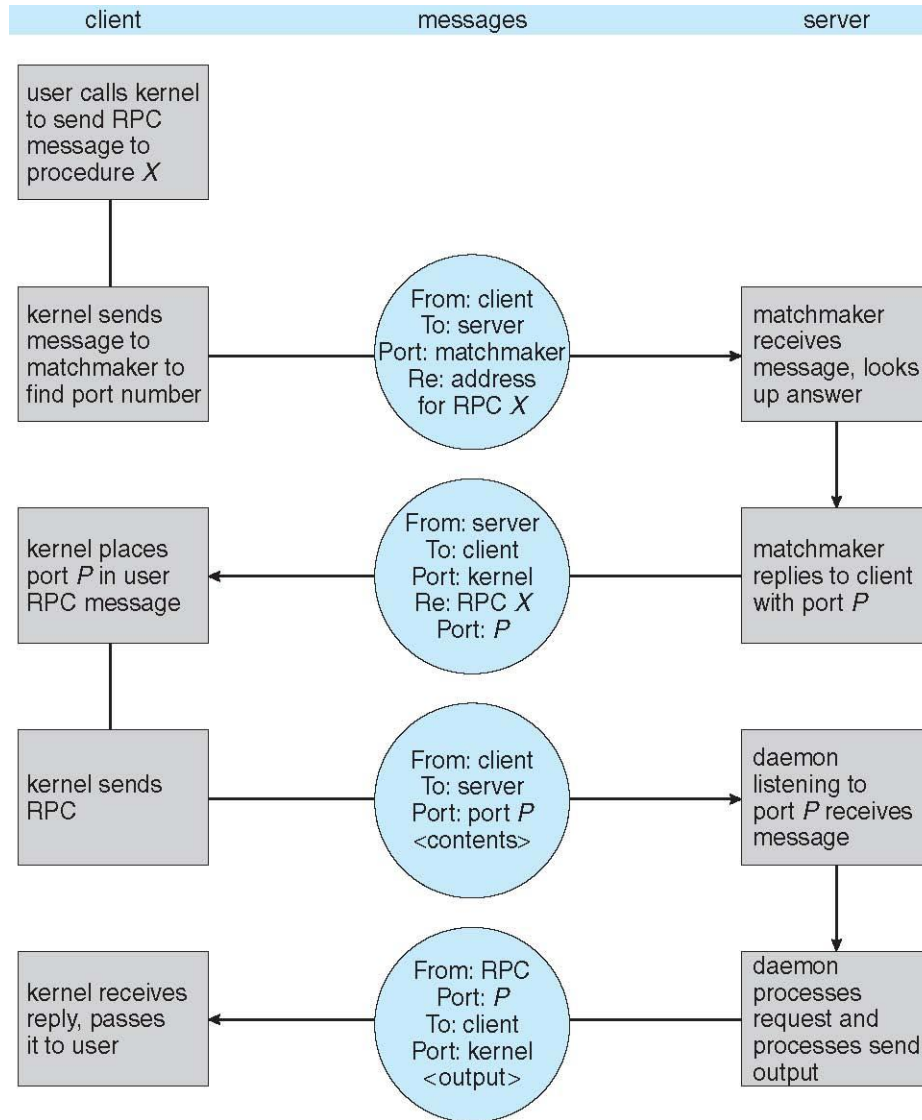 client
messages
server
user calls kernel
to send RPC
message to
procedure X
kernel sends
message to
matchmaker to
find port number
From: client
To: server
Port: matchmaker
Re: address
for RPC X
matchmaker
receives
message, looks
up answer
kernel places
port P in user
RPC message
From: server
To: client
Port: kernel
Re: RPC X
Port: P
matchmaker
replies to client
with port P
kernel sends
RPC
From: client
To: server
Port: port P
<contents>
daemon
listening to
port P receives
message
kernel receives
reply, passes
it to user
From: RPC
Port: P
To: client
Port: kernel
<output>
daemon
processes
request and
processes send
output